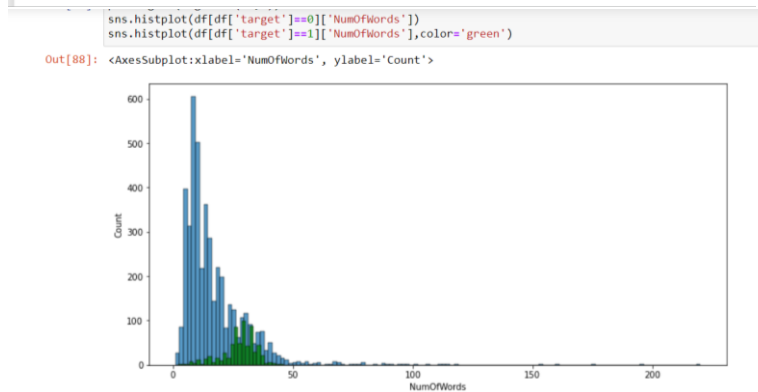 sns.histplot(df[df['target']==0]['NumOfWords'])
sns.histplot(df[df['target']==1]['NumOfWords'],color='green')
Out[88]: <AxesSubplot:xlabel='NumOfWords', ylabel='Count'>
600
500
400
300
200
100
0
Count
0 50 100 150 200
NumOfWords